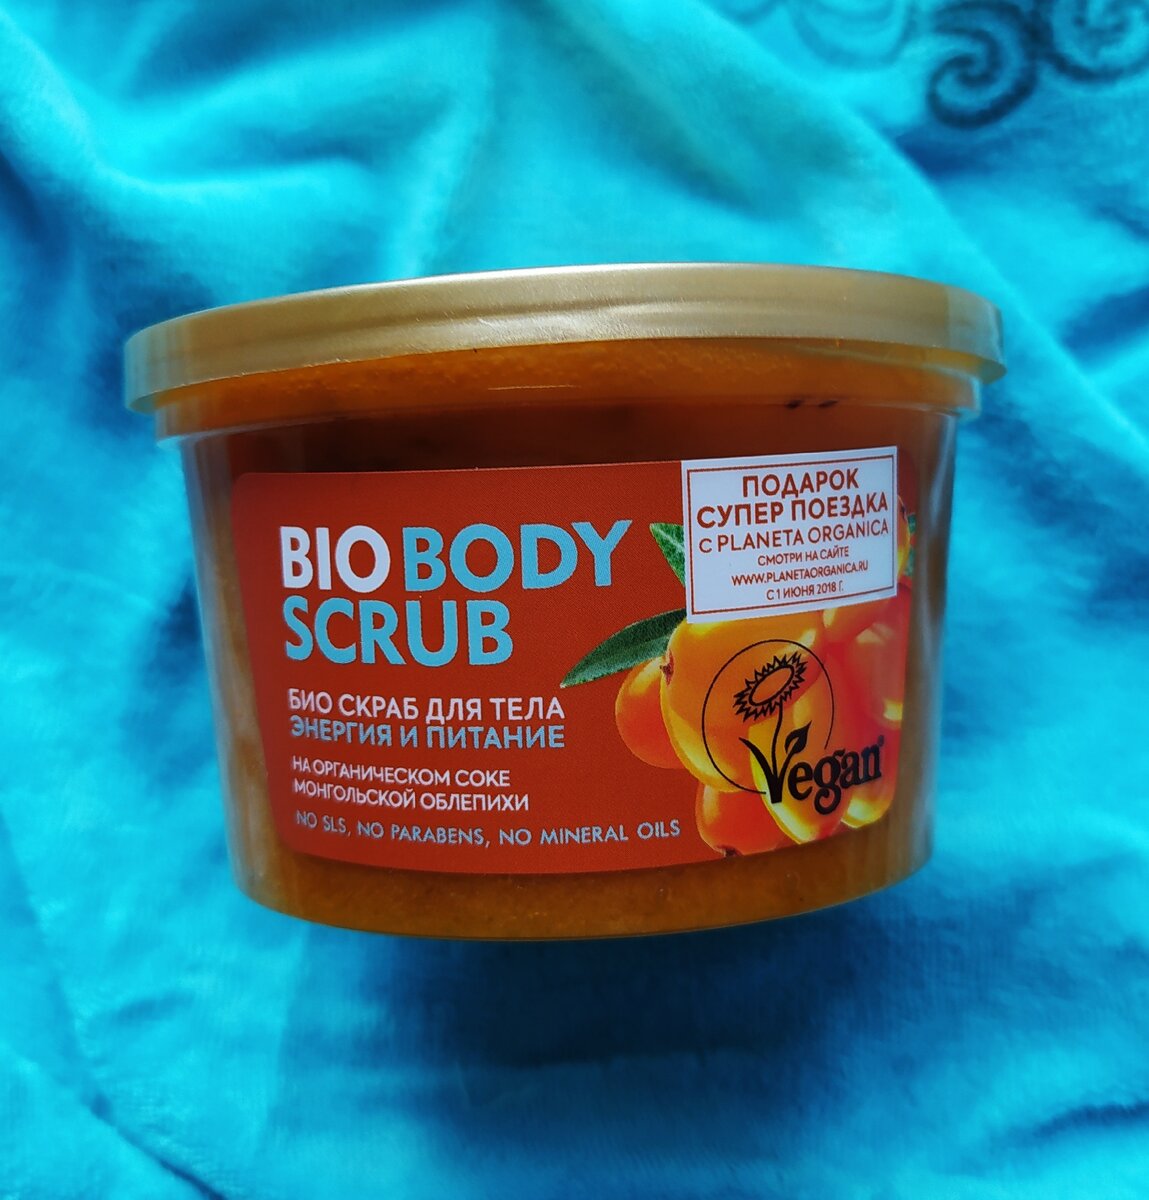 ПОДАРОК
СУПЕР ПОЕЗДКА
С PLANETA ORGANICA
СМОТРИ НА САЙТЕ
WWW.PLANETAORGANICA.RU
С 1 ИЮНЯ 2018 Г.
BIO BODY
SCRUB
БИО СКРАБ ДЛЯ ТЕЛА
ЭНЕРГИЯ И ПИТАНИЕ
НА ОРГАНИЧЕСКОМ СОКЕ
МОНГОЛЬСКОЙ ОБЛЕПИХИ
NO SLS, NO PARABENS, NO MINERAL OILS
Vegan®